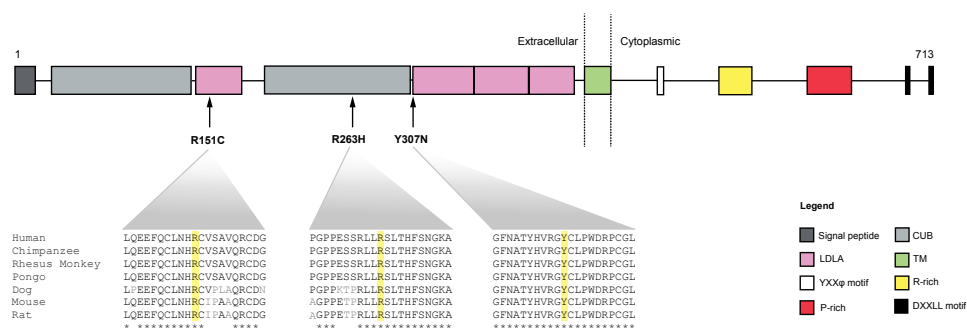 Extracellular Cytoplasmic
1 713
R151C R263H Y307N
Legend
Signal peptide CUB
LDLA TM
YXXφ motif R-rich
P-rich DXXLL motif
Human LQEEFQCLNHRCVSAVQRCDG PGPPESSRLLRSLTHFSNGKA GFNATYHVRGYCLPWDRPCGL
Chimpanzee LQEEFQCLNHRCVSAVQRCDG PGPPESSRLLRSLTHFSNGKA GFNATYHVRGYCLPWDRPCGL
Rhesus Monkey LQEEFQCLNHRCVSAVQRCDG PGPPESSRLLRSLTHFSNGKA GFNATYHVRGYCLPWDRPCGL
Pongo LQEEFQCLNHRCVSAVQRCDG PGPPESSRLLRSLTHFSNGKA GFNATYHVRGYCLPWDRPCGL
Dog LPEEFQCLNHRCVPLAQRCDN PGPPKTPRLLRSLTHFSNGKA GFNATYHVRGYCLPWDRPCGL
Mouse LQEEFQCLNHRCIPAAQRCDG AGPPETPRLLRSLTHFSNGKA GFNATYHVRGYCLPWDRPCGL
Rat LQEEFQCLNHRCIPAAQRCDG AGPPETPRLLRSLTHFSNGKA GFNATYHVRGYCLPWDRPCGL
* ********** **** *** ************** *********************